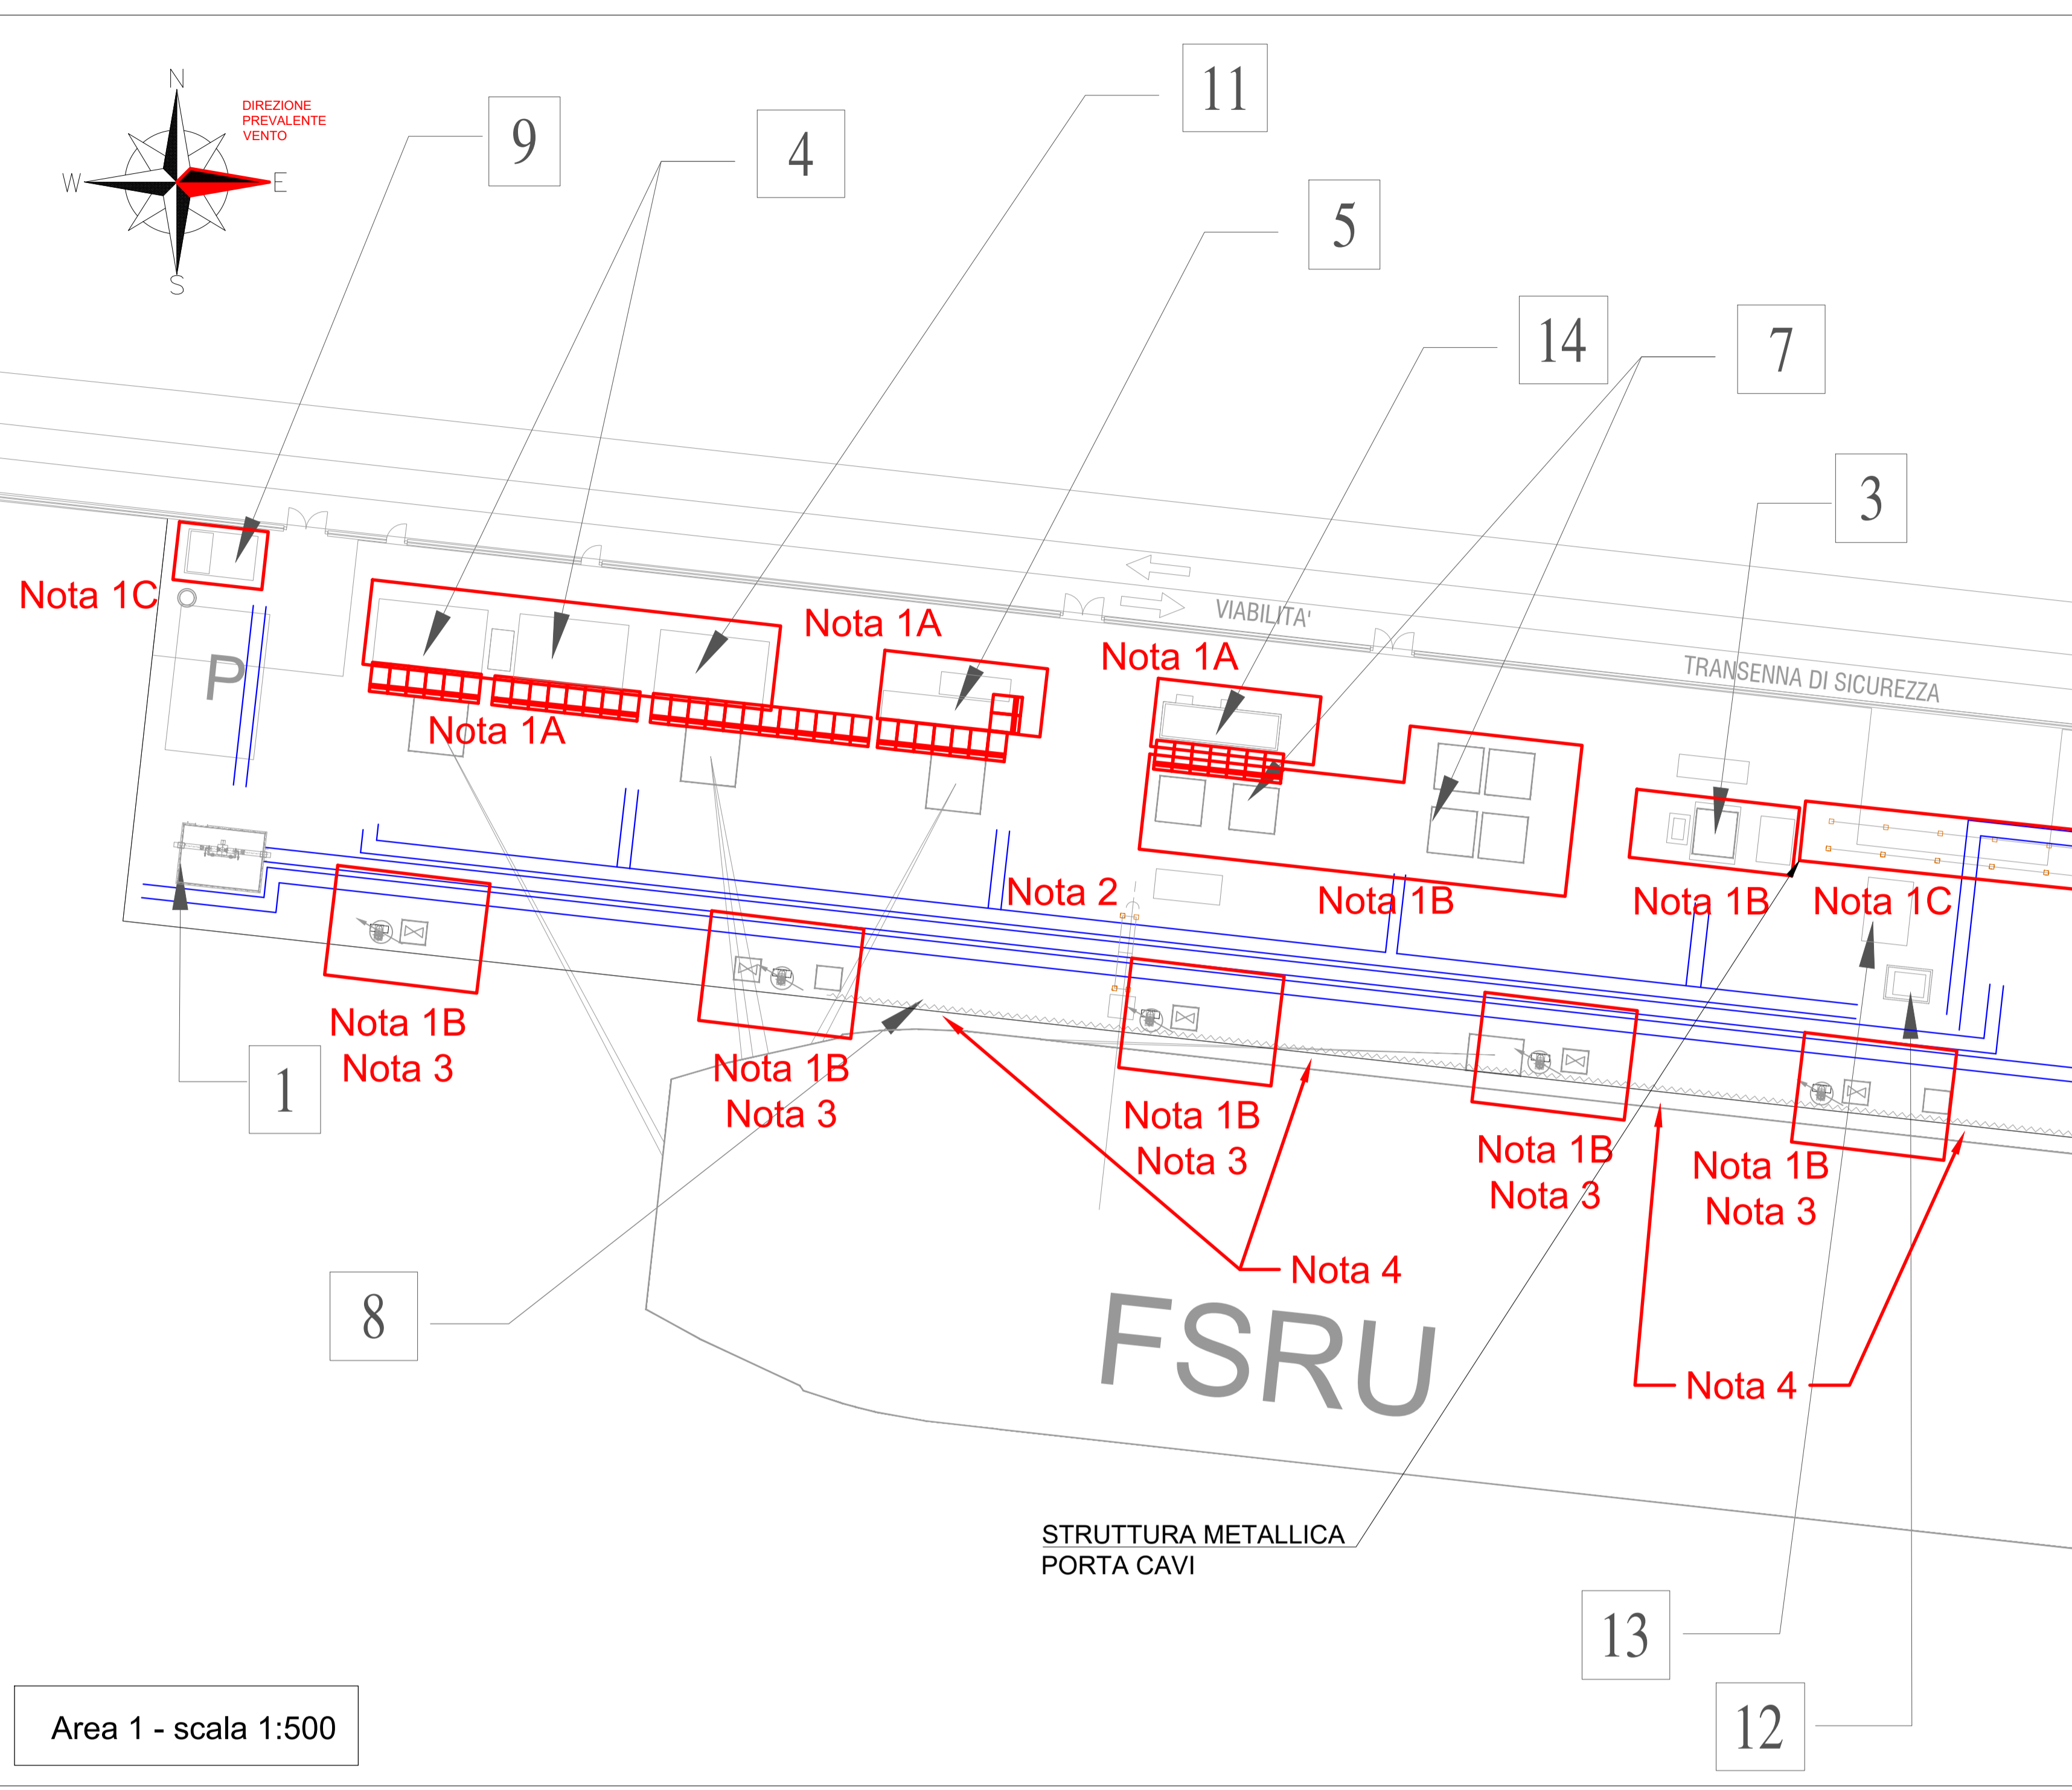 N
DIREZIONE
PREVALENTE
VENTO
W
E
S
9
4
11
5
14
7
3
Nota 1C
P
Nota 1A
Nota 1A
Nota 1A
VIABILITA'
TRANSENNA DI SICUREZZA
Nota 2
Nota 1B
Nota 1B
Nota 1C
Nota 1B
Nota 3
Nota 1B
Nota 3
Nota 1B
Nota 3
Nota 1B
Nota 3
Nota 1B
Nota 3
1
8
Nota 4
Nota 4
FSRU
STRUTTURA METALLICA
PORTA CAVI
13
12
Area 1 - scala 1:500